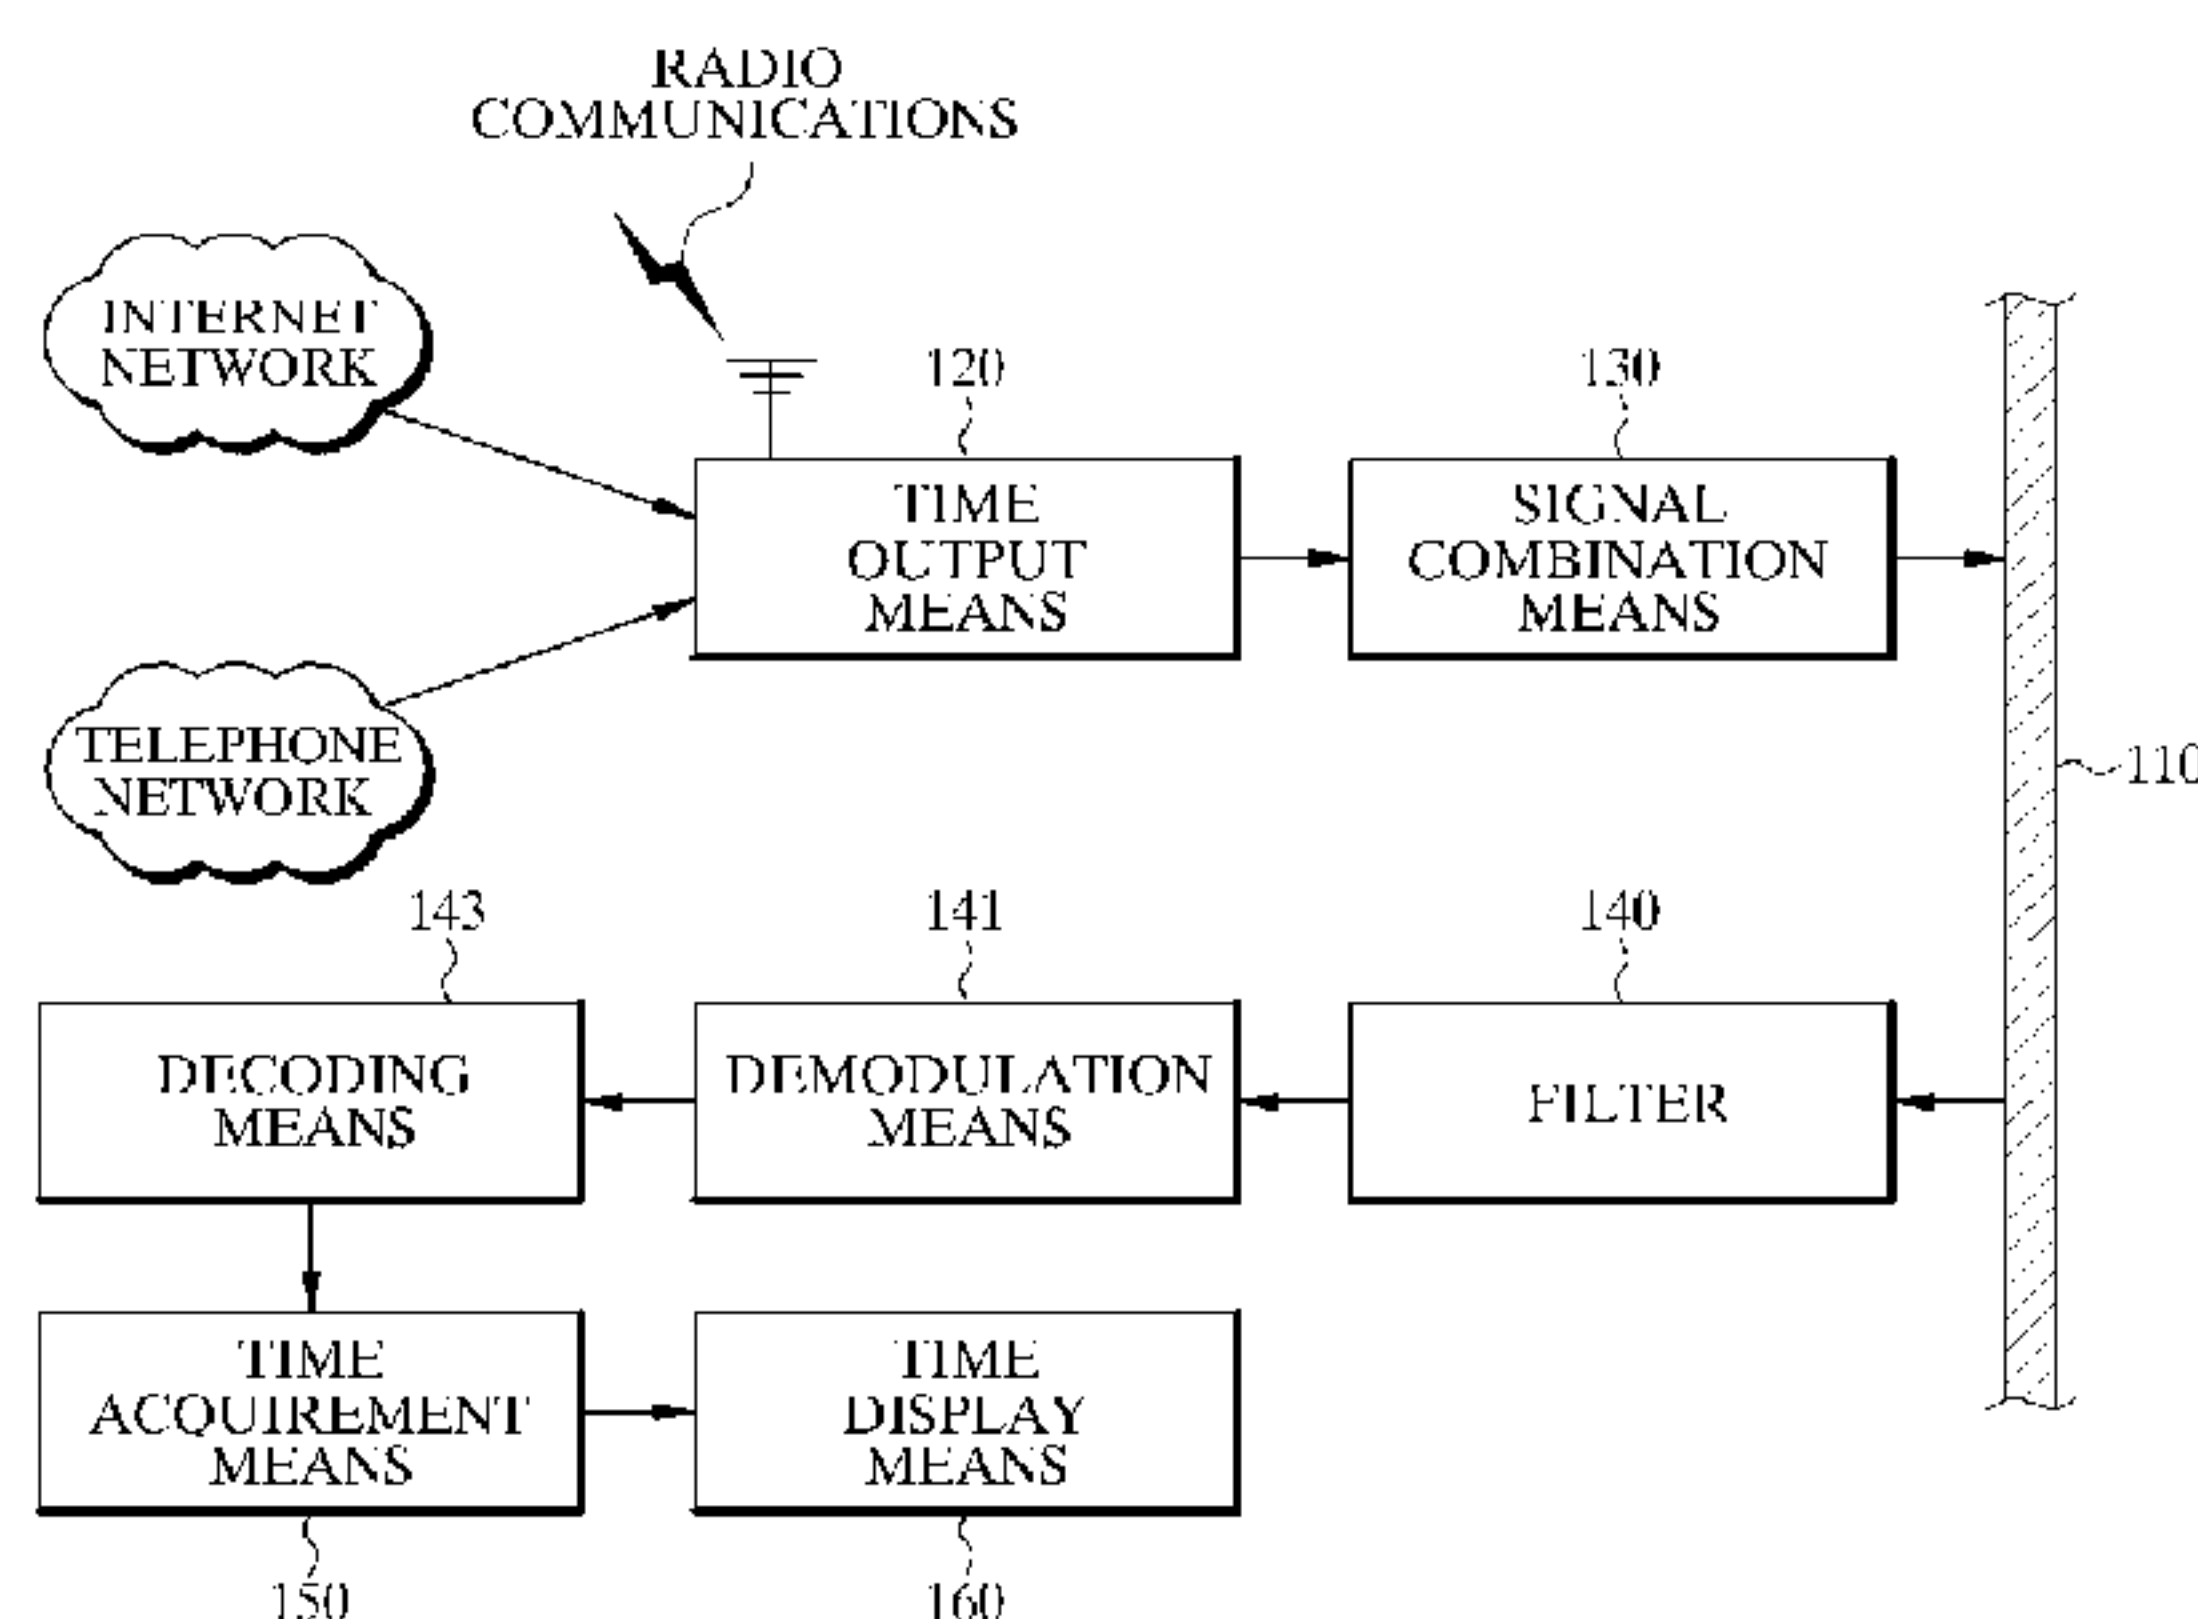 RADIO
COMMUNICATIONS
INTERNET
NETWORK
120
130
TIME
OUTPUT
MEANS
SIGNAL
COMBINATION
MEANS
TELEPHONE
NETWORK
110
143
141
140
DECODING
MEANS
DEMODULATION
MEANS
FILTER
TIME
ACQUIREMENT
MEANS
TIME
DISPLAY
MEANS
150
160